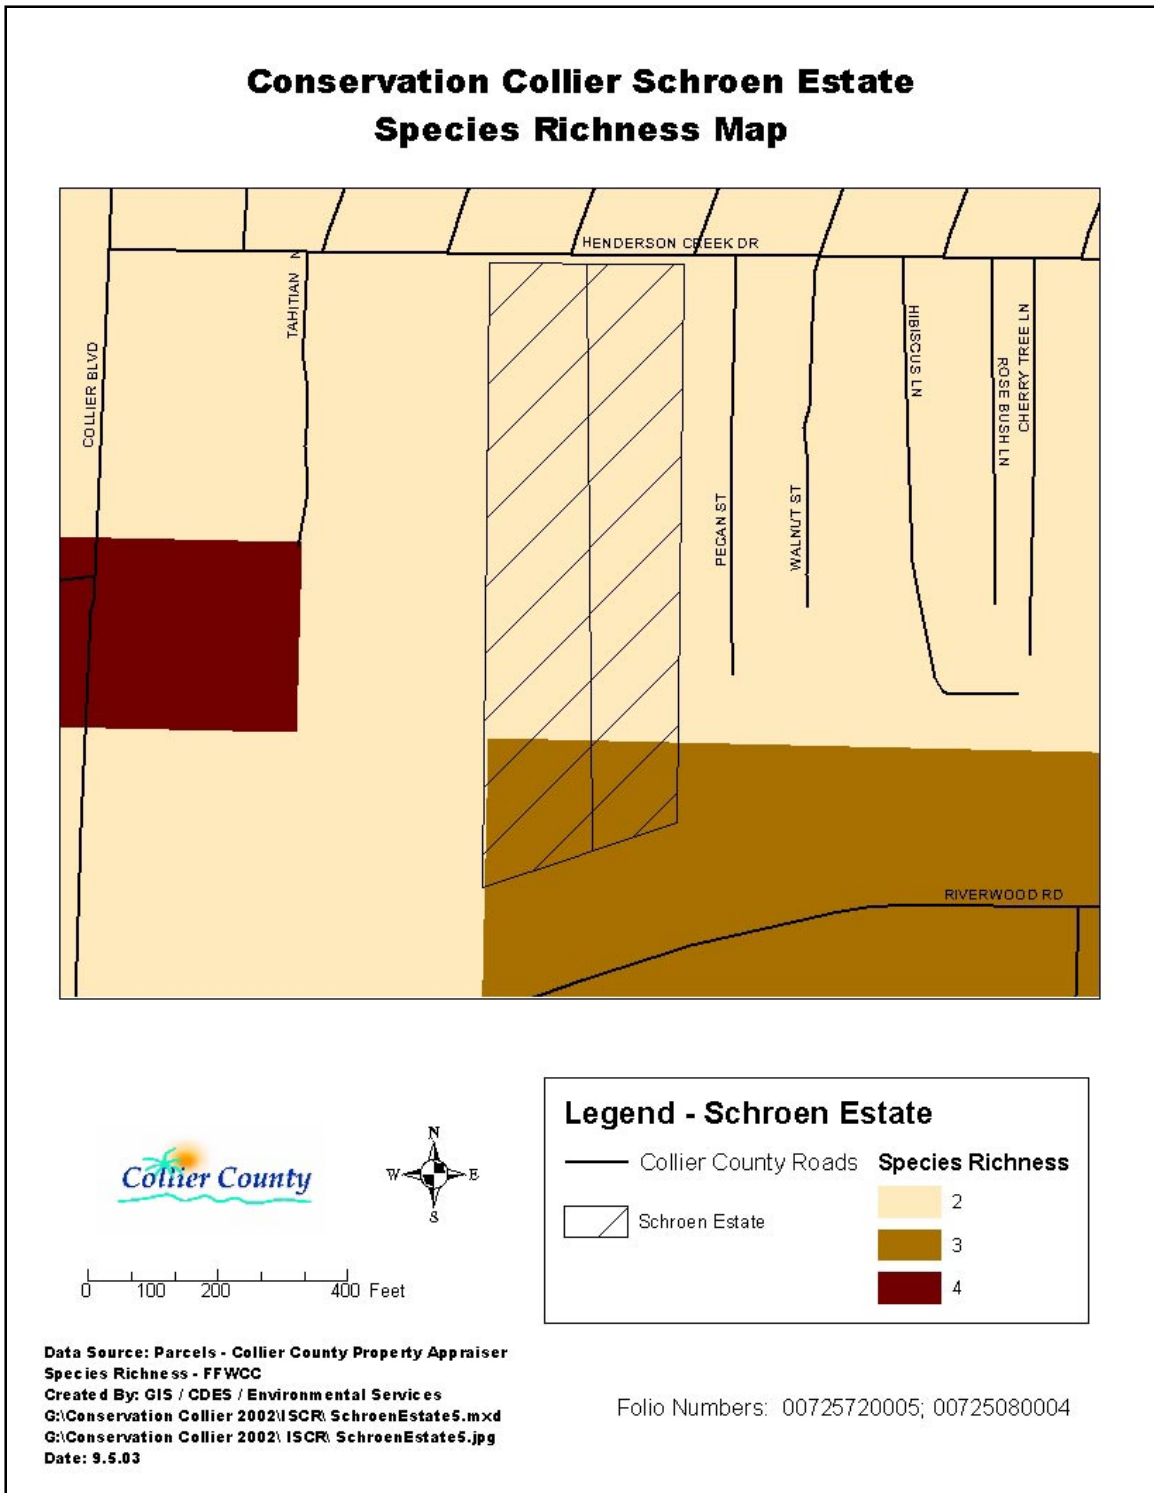 Conservation Collier Schroen Estate
Species Richness Map
HENDERSON CREEK DR
TAHITIAN N
COLLIER BLVD
HIBISCUS LN
ROSE BUSH LN
CHERRY TREE LN
PECAN ST
WALNUT ST
RIVERWOOD RD
Legend - Schroen Estate
Collier County Roads
Schroen Estate
Species Richness
2
3
4
Collier County
N
W E
S
0 100 200 400 Feet
Data Source: Parcels - Collier County Property Appraiser
Species Richness - FFWCC
Created By: GIS / CDES / Environmental Services
G:\Conservation Collier 2002\ISCR\ SchroenEstate5.mxd
G:\Conservation Collier 2002\ ISCR\ SchroenEstate5.jpg
Date: 9.5.03
Folio Numbers: 00725720005; 00725080004